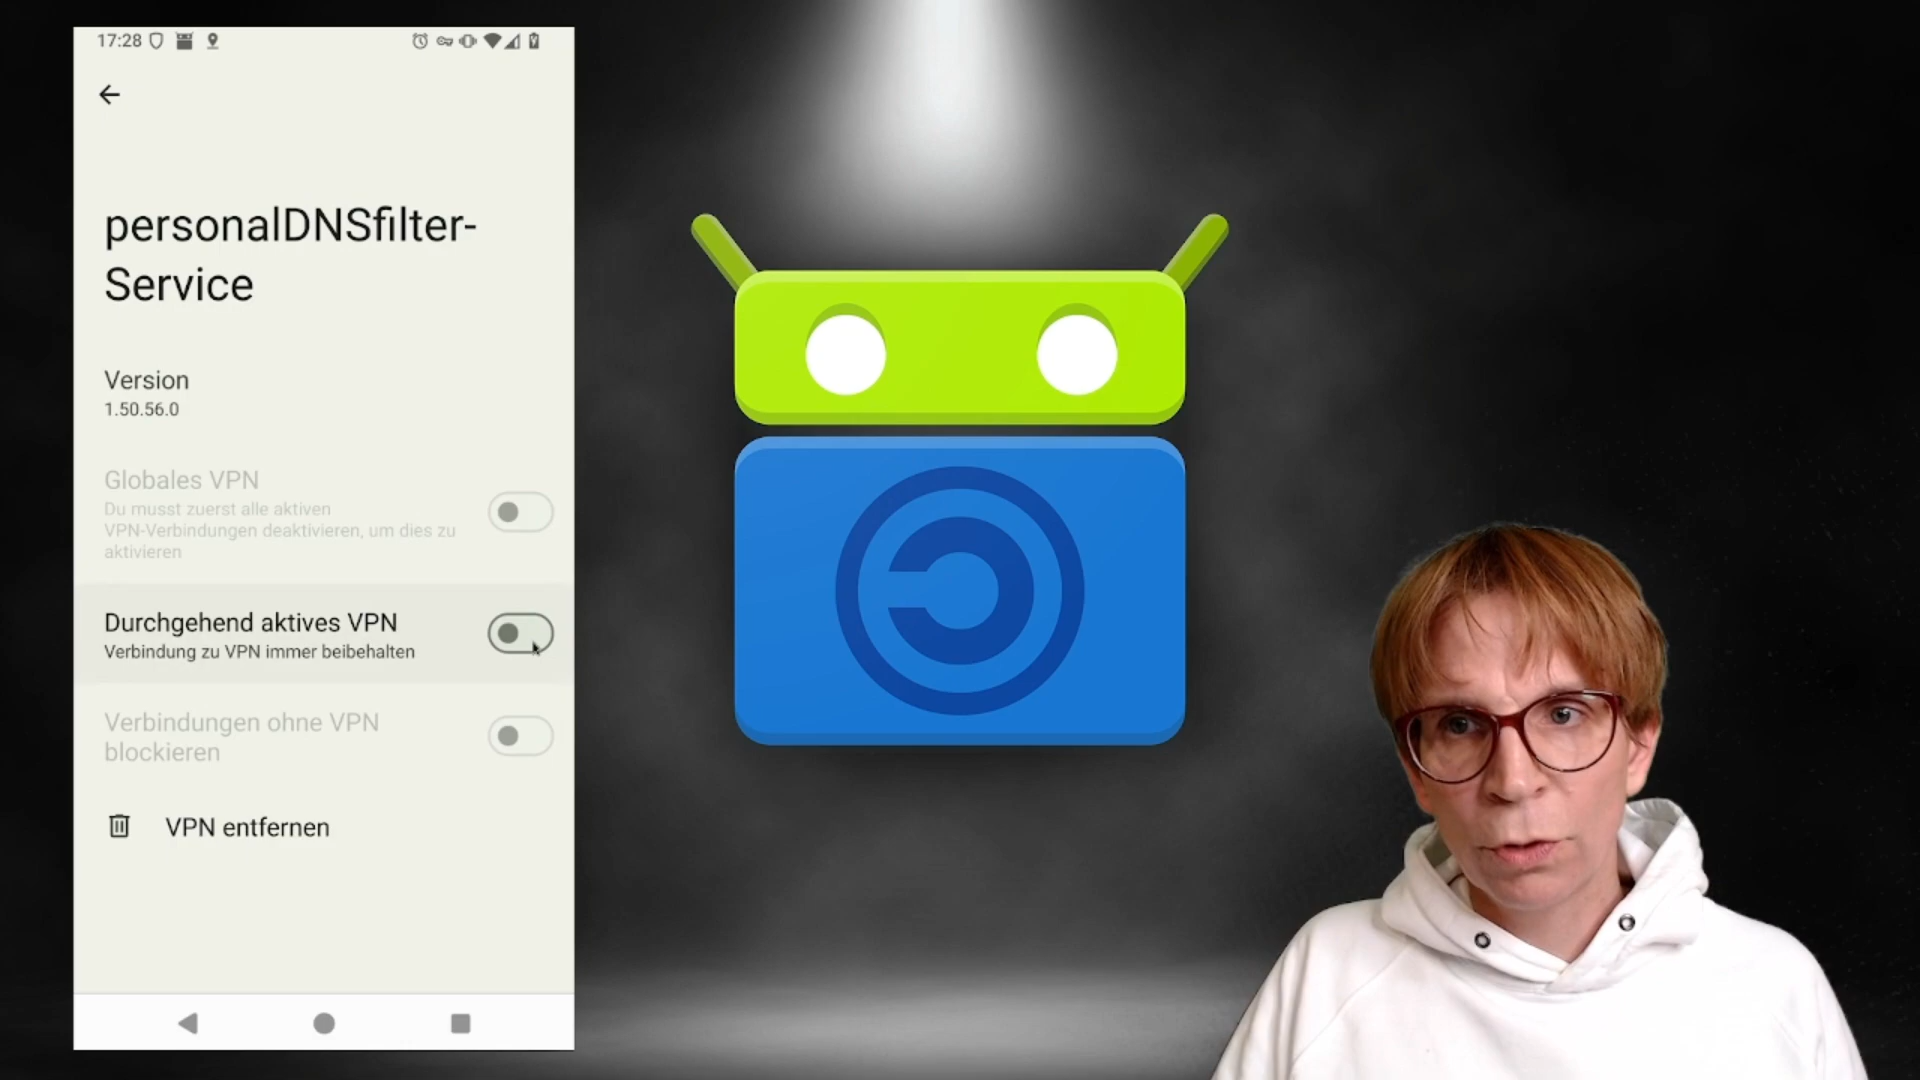 17:28
personalDNSfilter-
Service
Version
1.50.56.0
Globales VPN
Du musst zuerst alle aktiven
VPN-Verbindungen deaktivieren, um dies zu
aktivieren
Durchgehend aktives VPN
Verbindung zu VPN immer beibehalten
Verbindungen ohne VPN
blockieren
VPN entfernen